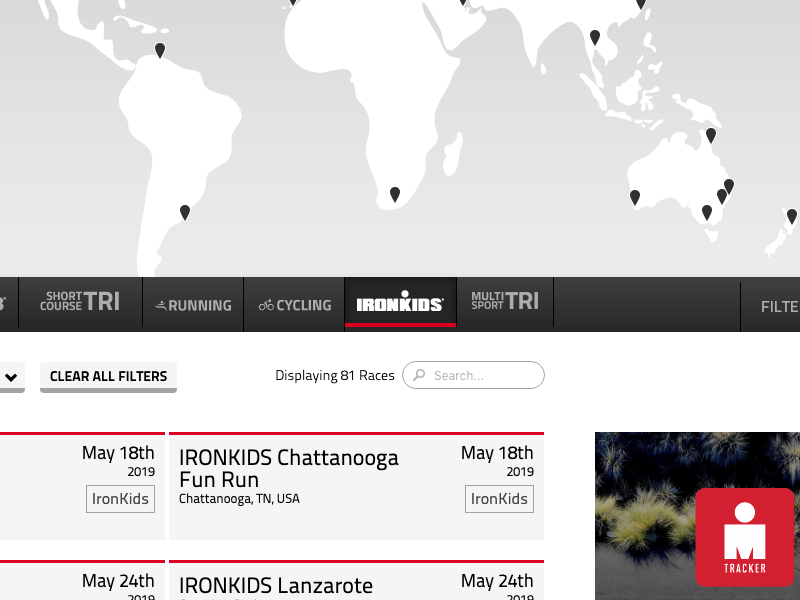 SHORT
COURSE TRI
RUNNING
CYCLING
IRONKIDS
MULTI
SPORT TRI
CLEAR ALL FILTERS
Displaying 81 Races
Search...
May 18th
2019
IronKids
IRONKIDS Chattanooga
Fun Run
Chattanooga, TN, USA
May 18th
2019
IronKids
May 24th
2019
IRONKIDS Lanzarote
May 24th
2019
TRACKER